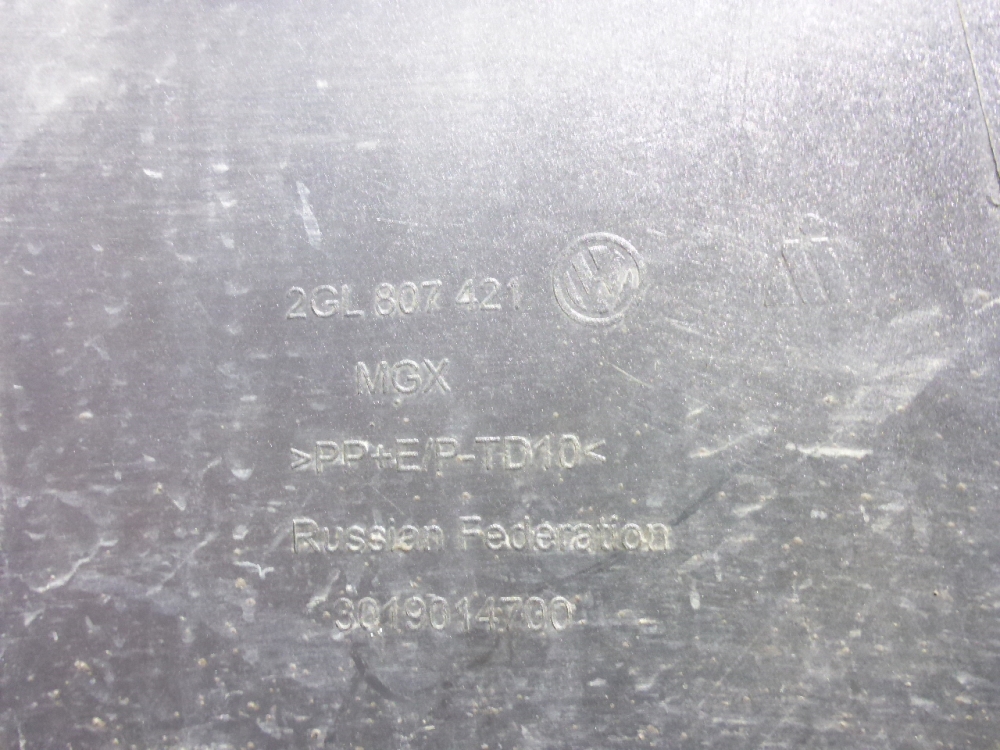 2GL 807 421
MGX
>PP+E/P-TD10<
Russian Federation
3019014700